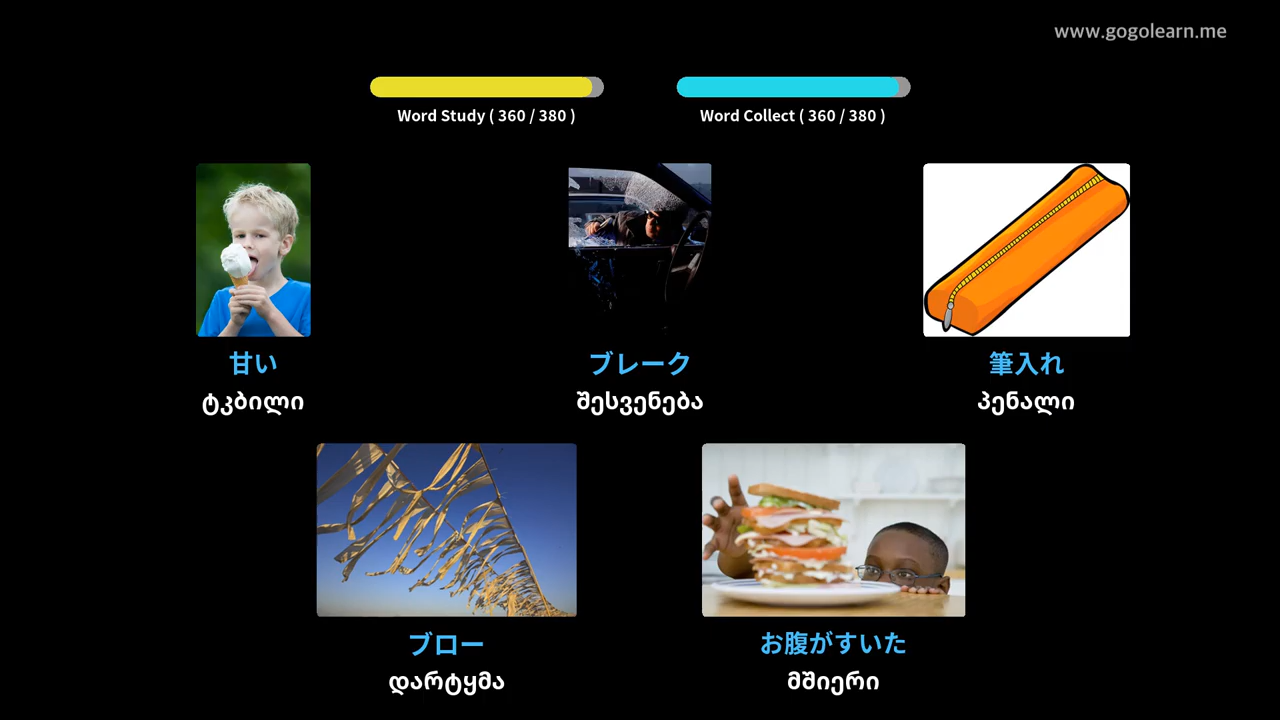 www.gogolearn.me
Word Study ( 360 / 380 )
Word Collect ( 360 / 380 )
甘い
ტკბილი
ブレーク
შესვენება
筆入れ
პენალი
ブロー
დარტყმა
お腹がすいた
მშიერი